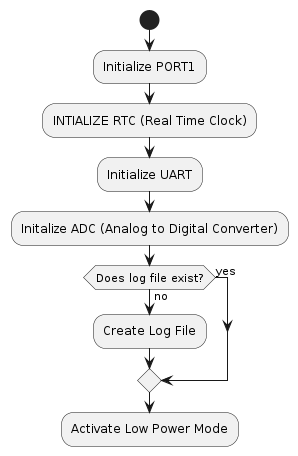 Initialize PORT1
INTIALIZE RTC (Real Time Clock)
Initialize UART
Initalize ADC (Analog to Digital Converter)
Does log file exist?
yes
no
Create Log File
Activate Low Power Mode